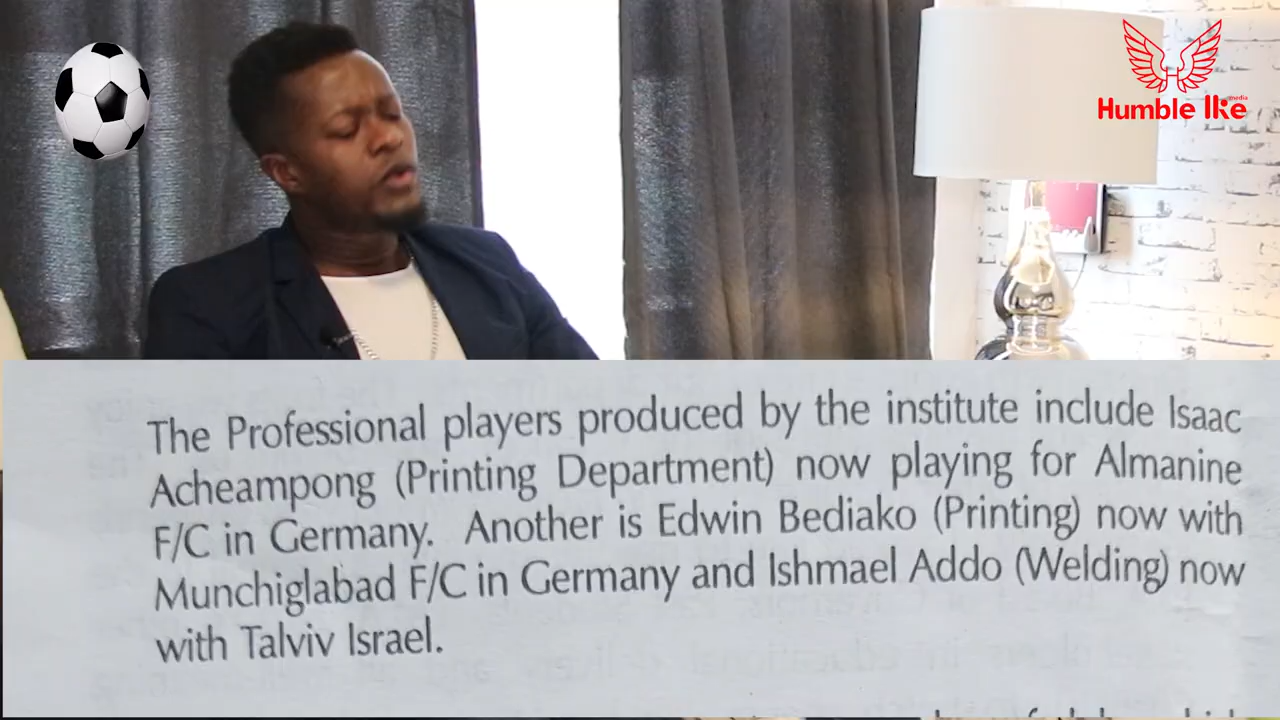 Humble Ike
media
The Professional players produced by the institute include Isaac
Acheampong (Printing Department) now playing for Almanine
F/C in Germany. Another is Edwin Bediako (Printing) now with
Munchiglabad F/C in Germany and Ishmael Addo (Welding) now
with Talviv Israel.